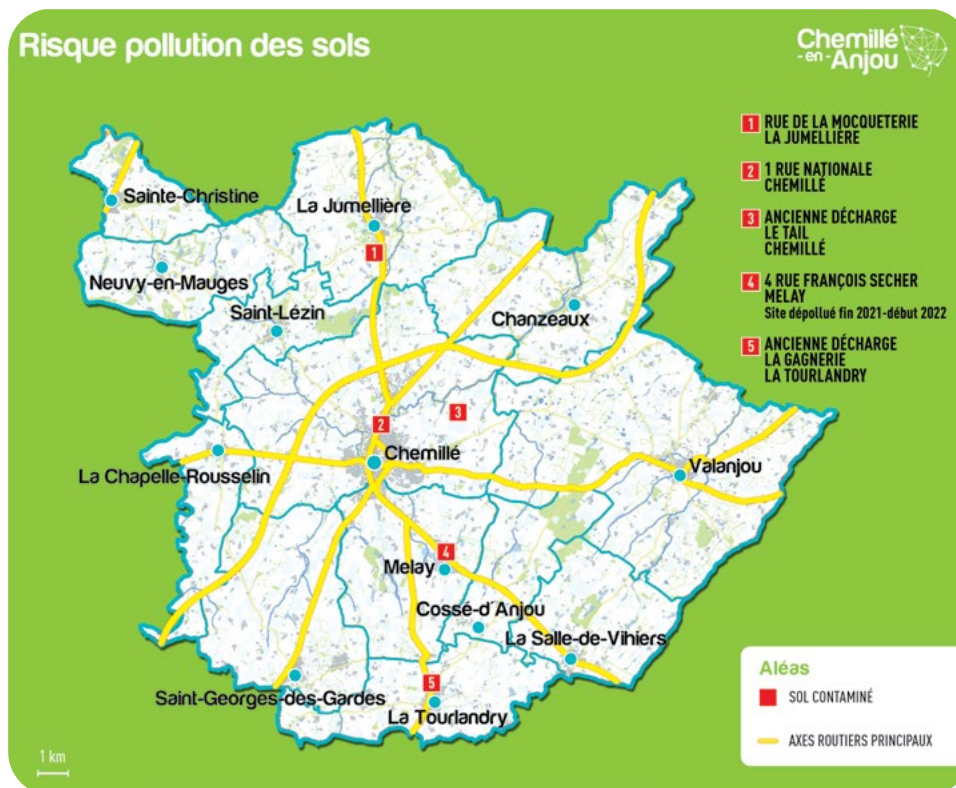 Risque pollution des sols
Chemillé
- en -
Anjou
1 RUE DE LA MOCQUETERIE
LA JUMELLIÈRE
2 1 RUE NATIONALE
CHEMILLÉ
3 ANCIENNE DÉCHARGE
LE TAIL
CHEMILLÉ
4 4 RUE FRANÇOIS SECHER
MELAY
Site dépollué fin 2021-début 2022
5 ANCIENNE DÉCHARGE
LA GAGNERIE
LA TOURLANDRY
Sainte-Christine
La Jumellière
1
Neuvy-en-Mauges
Saint-Lézin
Chanzeaux
3
2
Chemillé
La Chapelle-Rousselin
Valanjou
4
Melay
Cossé-d'Anjou
La Salle-de-Vihiers
Saint-Georges-des-Gardes
5
La Tourlandry
Aléas
SOL CONTAMINÉ
AXES ROUTIERS PRINCIPAUX
1 km